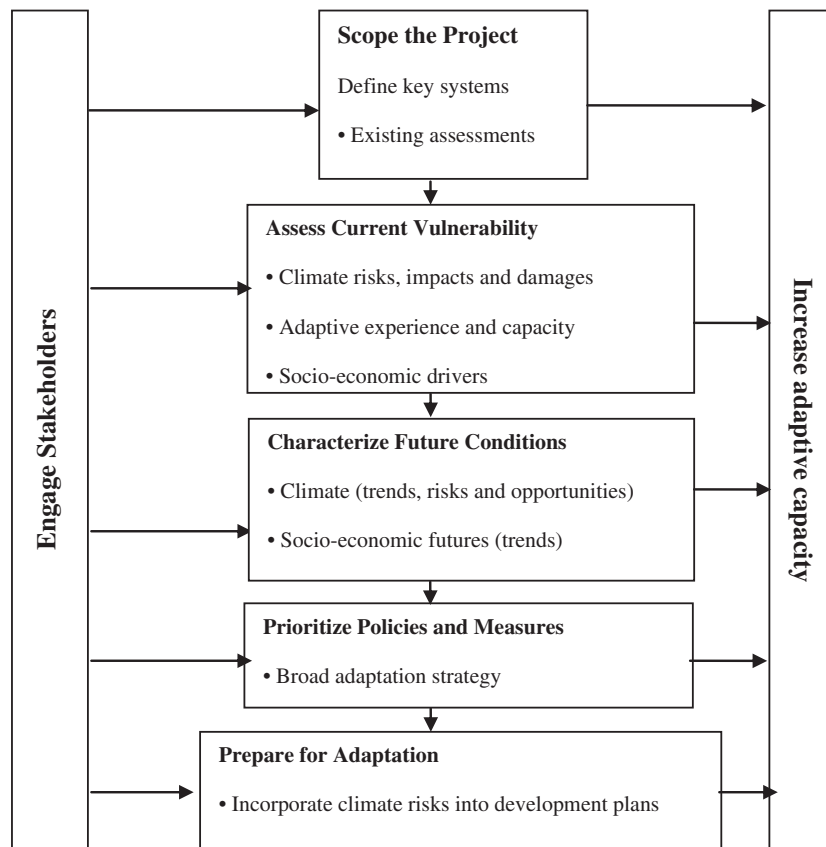 Engage Stakeholders
Scope the Project
Define key systems
• Existing assessments
Assess Current Vulnerability
• Climate risks, impacts and damages
• Adaptive experience and capacity
• Socio-economic drivers
Characterize Future Conditions
• Climate (trends, risks and opportunities)
• Socio-economic futures (trends)
Prioritize Policies and Measures
• Broad adaptation strategy
Prepare for Adaptation
• Incorporate climate risks into development plans
Increase adaptive capacity